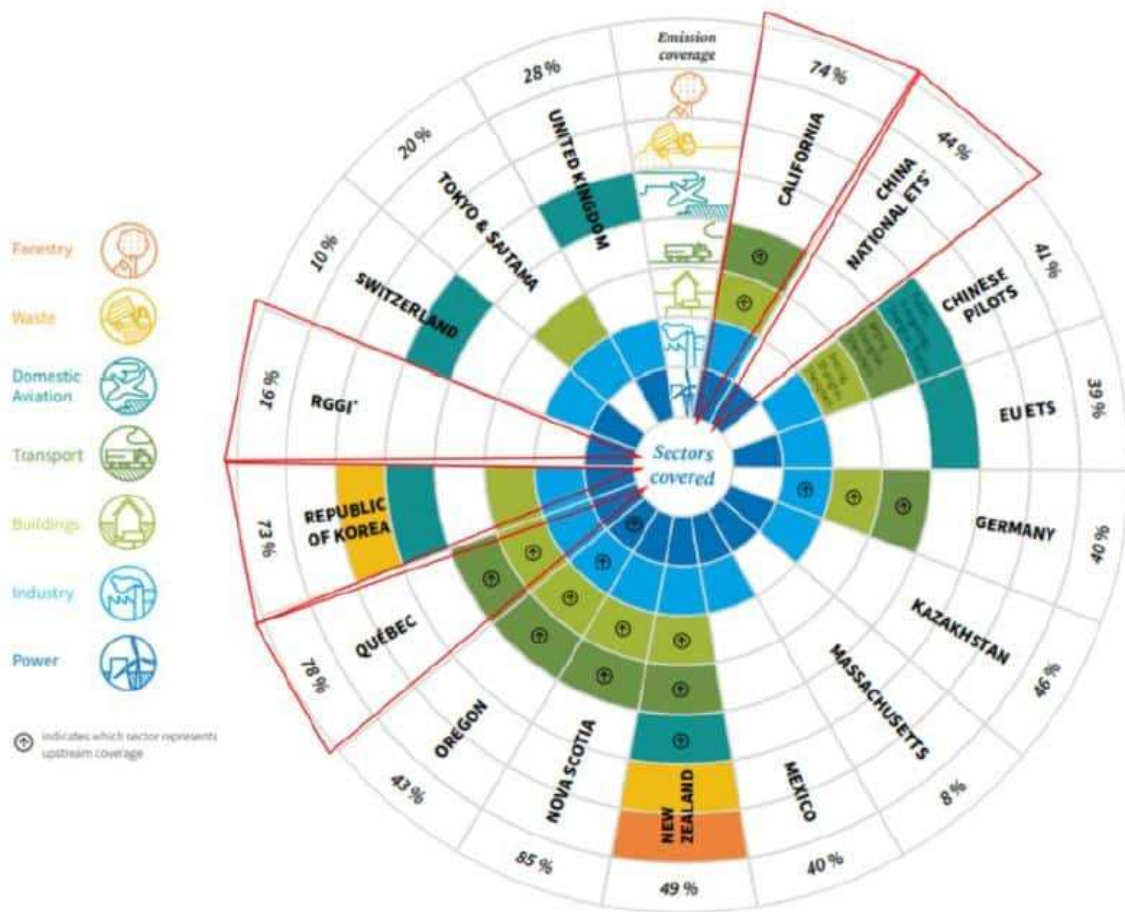 Emission
coverage
74 %
CALIFORNIA
44 %
CHINA
NATIONAL ETS*
41 %
CHINESE
PILOTS
39 %
EU ETS
40 %
GERMANY
46 %
KAZAKHSTAN
8 %
MASSACHUSETTS
40 %
MEXICO
49 %
NEW
ZEALAND
85 %
NOVA SCOTIA
43 %
OREGON
78 %
QUÉBEC
73 %
REPUBLIC
OF KOREA
16 %
RGGI*
10 %
SWITZERLAND
20 %
TOKYO & SAITAMA
28 %
UNITED KINGDOM
Sectors
covered
Forestry
Waste
Domestic
Aviation
Transport
Buildings
Industry
Power
indicates which sector represents
upstream coverage